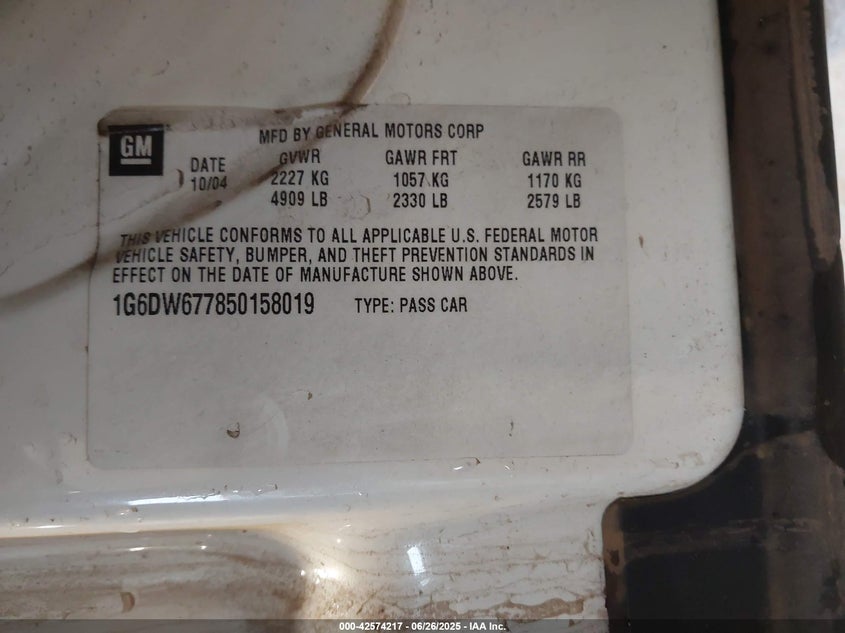 GM
MFD BY GENERAL MOTORS CORP
DATE GVWR GAWR FRT GAWR RR
10/04 2227 KG 1057 KG 1170 KG
4909 LB 2330 LB 2579 LB
THIS VEHICLE CONFORMS TO ALL APPLICABLE U.S. FEDERAL MOTOR
VEHICLE SAFETY, BUMPER, AND THEFT PREVENTION STANDARDS IN
EFFECT ON THE DATE OF MANUFACTURE SHOWN ABOVE.
1G6DW677850158019 TYPE: PASS CAR
000-42574217 - 06/26/2025 - IAA Inc.